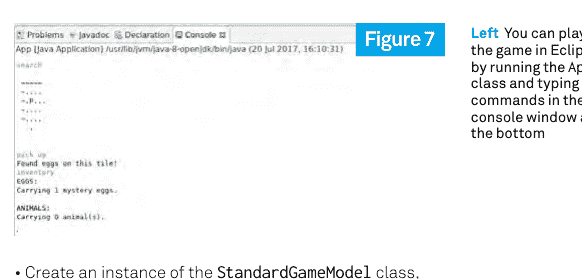 Problems Javadoc Declaration Console
App [Java Application] /usr/lib/jvm/java-8-openjdk/bin/java (20 Jul 2017, 16:10:31)
search
-----
-....
-.p...
-....
-....
.
pick up
Found eggs on this tile!
inventory
EGGS:
Carrying 1 mystery eggs.
ANIMALS:
Carrying 0 animal(s).
Figure 7
Left You can play
the game in Eclip
by running the Ap
class and typing
commands in the
console window a
the bottom
• Create an instance of the StandardGameModel class,